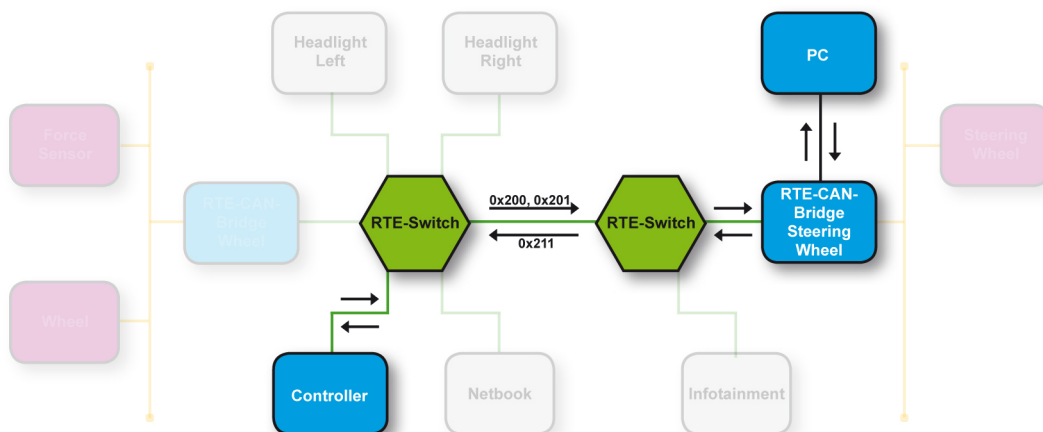 Headlight
Left
Headlight
Right
PC
Force
Sensor
Steering
Wheel
RTE-CAN-
Bridge
Wheel
RTE-Switch
0x200, 0x201
0x211
RTE-Switch
RTE-CAN-
Bridge
Steering
Wheel
Wheel
Controller
Netbook
Infotainment